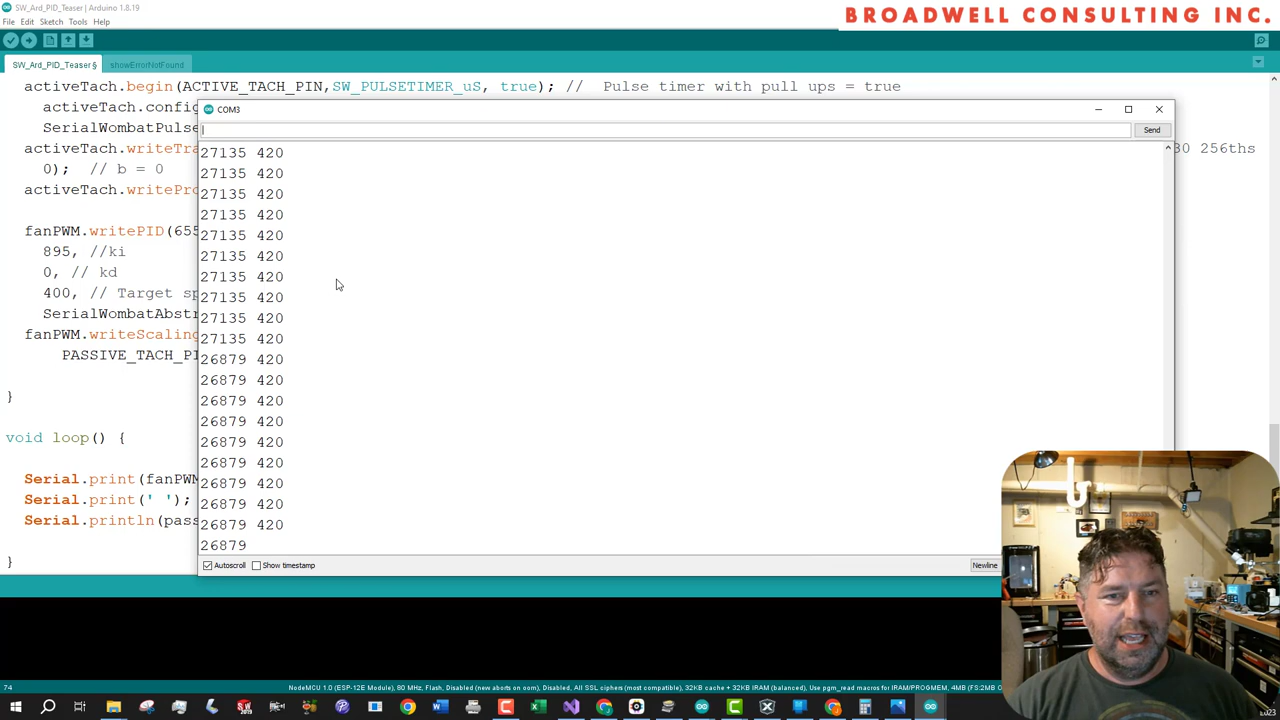 SW_Ard_PID_Teaser | Arduino 1.8.19
BROADWELL CONSULTING INC.
File Edit Sketch Tools Help
SW_Ard_PID_Teaser § showErrorNotFound
activeTach.begin(ACTIVE_TACH_PIN,SW_PULSETIMER_uS, true); // Pulse timer with pull ups = true
activeTach.config
SerialWombatPuls
activeTach.writeTra
30 256ths
0); // b = 0
activeTach.writePro
fanPWM.writePID(655
895, //ki
0, // kd
400, // Target sp
SerialWombatAbstr
fanPWM.writeScaling
PASSIVE_TACH_PI
}
void loop() {
Serial.print(fanPWM
Serial.print(' ');
Serial.println(pass
}
COM3
Send
27135 420
27135 420
27135 420
27135 420
27135 420
27135 420
27135 420
27135 420
27135 420
27135 420
26879 420
26879 420
26879 420
26879 420
26879 420
26879 420
26879 420
26879 420
26879 420
26879
Autoscroll Show timestamp
Newline
74
NodeMCU 1.0 (ESP-12E Module), 80 MHz, Flash, Disabled (new aborts on oom), Disabled, All SSL ciphers (most compatible), 32KB cache + 32KB IRAM (balanced), Use pgm_read macros for IRAM/PROGMEM, 4MB (FS:2MB O